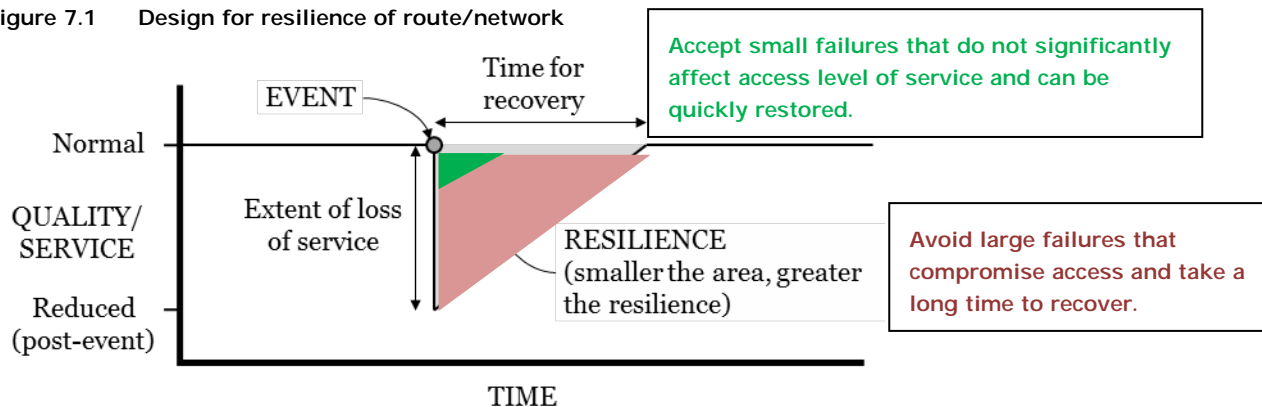 igure 7.1 Design for resilience of route/network
Accept small failures that do not significantly
affect access level of service and can be
quickly restored.
Time for
recovery
EVENT
Normal
QUALITY/
SERVICE
Extent of loss
of service
RESILIENCE
(smaller the area, greater
the resilience)
Avoid large failures that
compromise access and take a
long time to recover.
Reduced
(post-event)
TIME